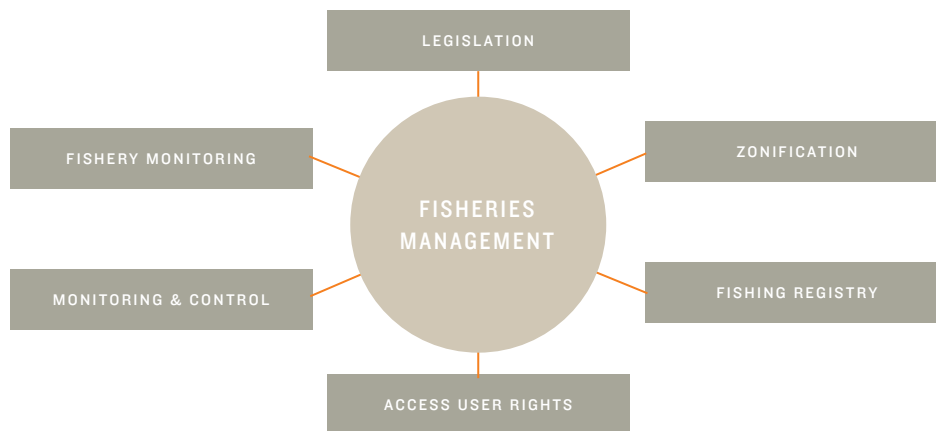 LEGISLATION
FISHERY MONITORING
ZONIFICATION
FISHERIES
MANAGEMENT
MONITORING & CONTROL
FISHING REGISTRY
ACCESS USER RIGHTS